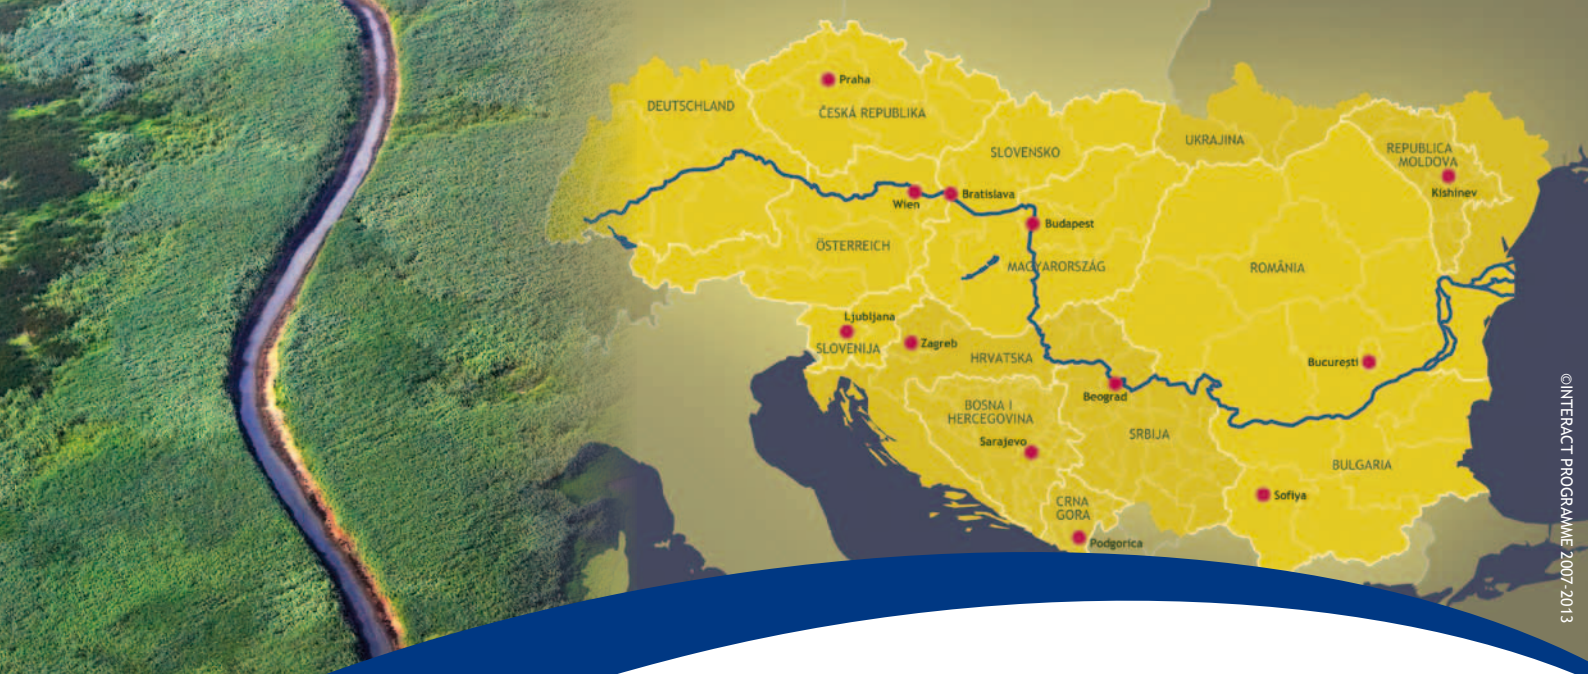 Praha
DEUTSCHLAND
ČESKÁ REPUBLIKA
SLOVENSKO
UKRAJINA
REPUBLICA
MOLDOVA
Kishinev
Wien
Bratislava
Budapest
ÖSTERREICH
MAGYARORSZÁG
ROMÂNIA
Ljubljana
SLOVENIJA
Zagreb
HRVATSKA
Bucureşti
Beograd
BOSNA I
HERCEGOVINA
Sarajevo
SRBIJA
BULGARIA
Sofiya
CRNA
GORA
Podgorica
©INTERACT PROGRAMME 2007-2013